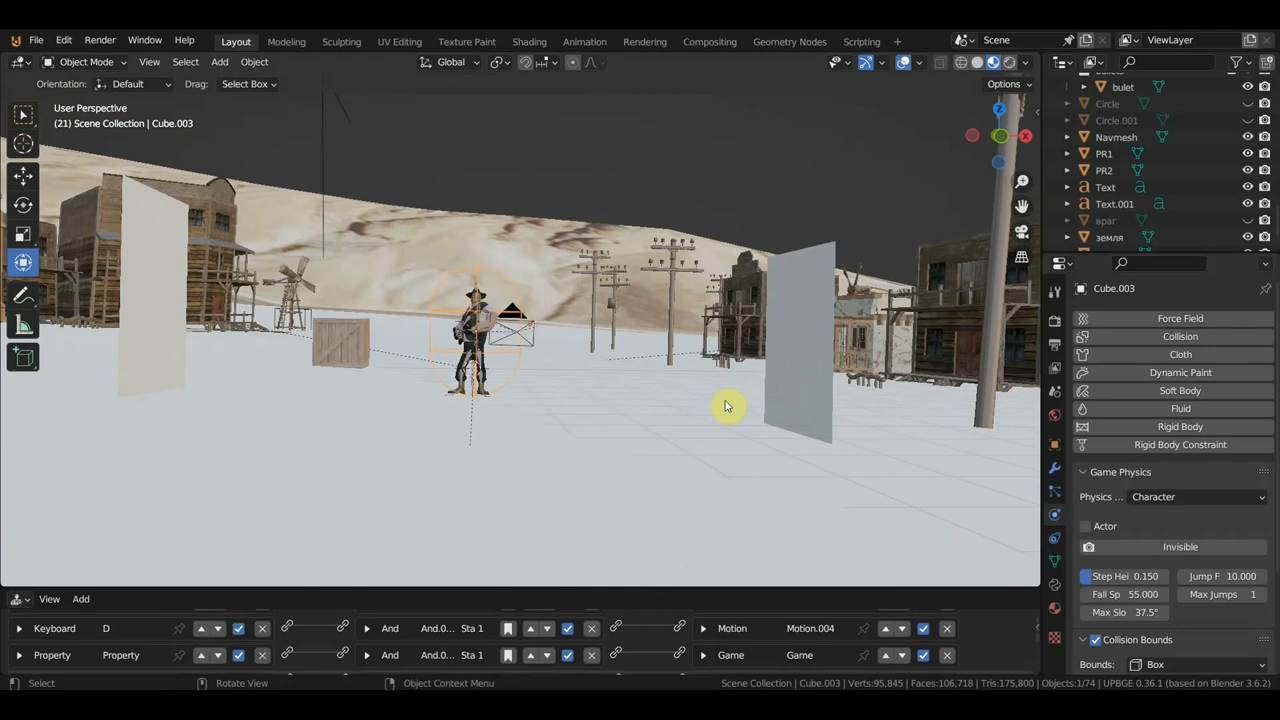 File Edit Render Window Help Layout Modeling Sculpting UV Editing Texture Paint Shading Animation Rendering Compositing Geometry Nodes Scripting + Scene ViewLayer
Object Mode View Select Add Object Global
Orientation: Default Drag: Select Box Options
User Perspective
(21) Scene Collection | Cube.003
Z
X
bulet
Circle
Circle.001
Navmesh
PR1
PR2
Text
Text.001
враг
земля
Cube.003
Force Field
Collision
Cloth
Dynamic Paint
Soft Body
Fluid
Rigid Body
Rigid Body Constraint
Game Physics
Physics ... Character
Actor
Invisible
Step Hei 0.150 Jump F 10.000
Fall Sp 55.000 Max Jumps 1
Max Slo 37.5°
Collision Bounds
Bounds: Box
View Add
Keyboard D And And.0... Sta 1 Motion Motion.004
Property Property And And.0... Sta 1 Game Game
Select Rotate View Object Context Menu Scene Collection | Cube.003 | Verts:95,845 | Faces:106,718 | Tris:175,800 | Objects:1/74 | UPBGE 0.36.1 (based on Blender 3.6.2)